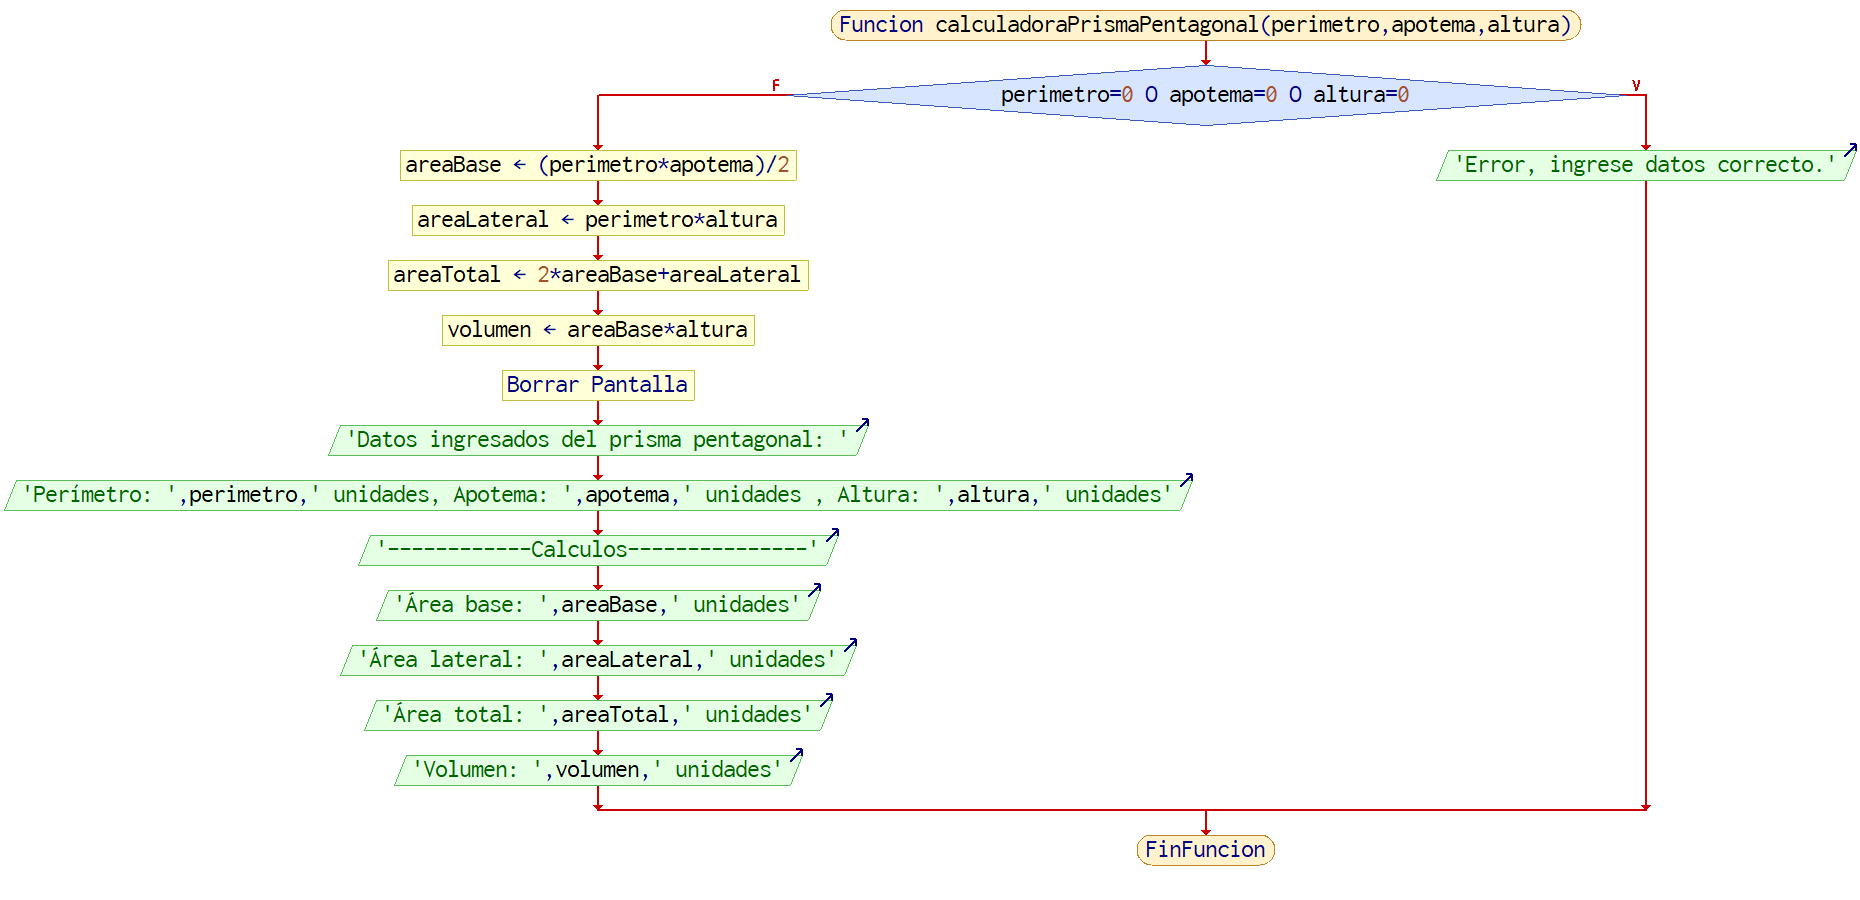 Funcion calculadoraPrismaPentagonal(perimetro,apotema,altura)
F
V
perimetro=0 O apotema=0 O altura=0
areaBase ← (perimetro*apotema)/2
'Error, ingrese datos correcto.'
areaLateral ← perimetro*altura
areaTotal ← 2*areaBase+areaLateral
volumen ← areaBase*altura
Borrar Pantalla
'Datos ingresados del prisma pentagonal: '
'Perímetro: ',perimetro,' unidades, Apotema: ',apotema,' unidades , Altura: ',altura,' unidades'
'------------Calculos---------------'
'Área base: ',areaBase,' unidades'
'Área lateral: ',areaLateral,' unidades'
'Área total: ',areaTotal,' unidades'
'Volumen: ',volumen,' unidades'
FinFuncion